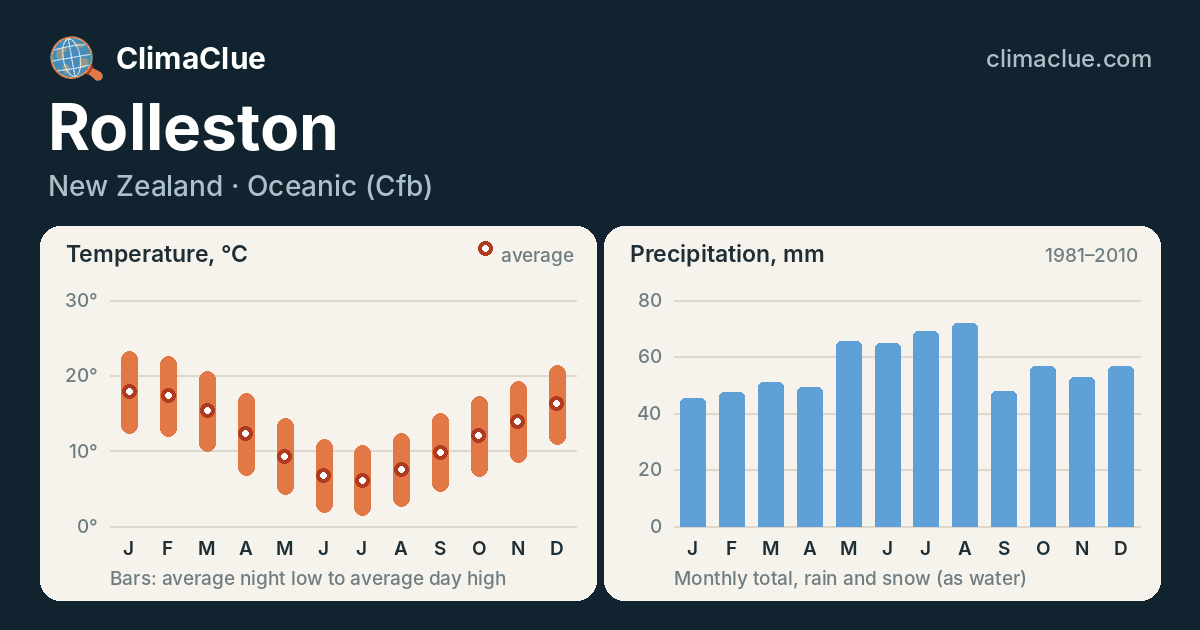 ClimaClue
climaclue.com
Rolleston
New Zealand · Oceanic (Cfb)
Temperature, °C
average
30°
20°
10°
0°
J F M A M J J A S O N D
Bars: average night low to average day high
Precipitation, mm
1981–2010
80
60
40
20
0
J F M A M J J A S O N D
Monthly total, rain and snow (as water)